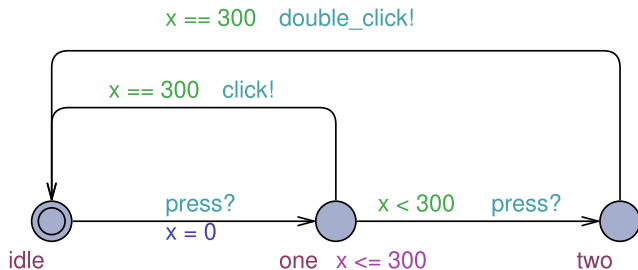 x == 300 double_click!
x == 300 click!
press?
x < 300 press?
x = 0
idle
one x <= 300
two